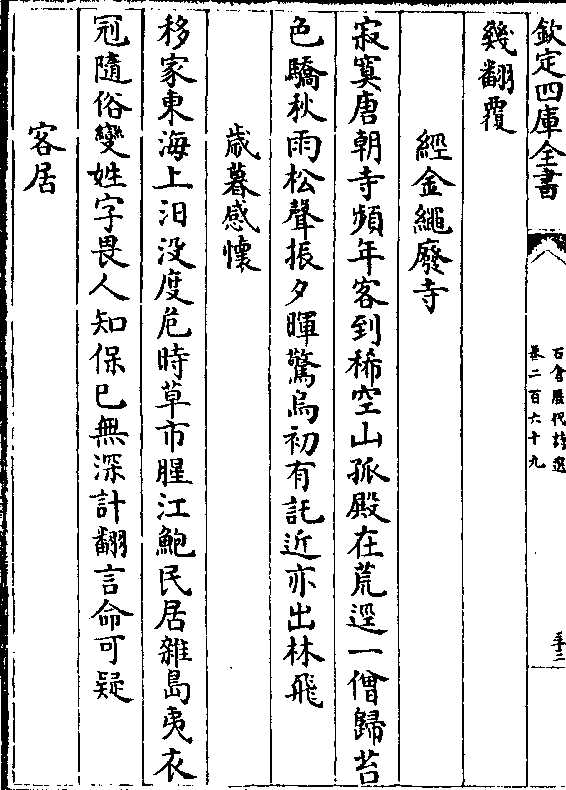 欽定四庫全書
石倉歷代詩選
卷二百六十九
幾翻覆
經金繩廢寺
寂寞唐朝寺頻年客到稀空山孤殿在荒逕一僧歸苔
色驕秋雨松聲振夕暉驚烏初有託近亦出林飛
歲暮感懷
移家東海上汨没度危時草市腥江鮑民居雜島夷衣
冠隨俗變姓字畏人知保已無深計翻言命可疑
客居